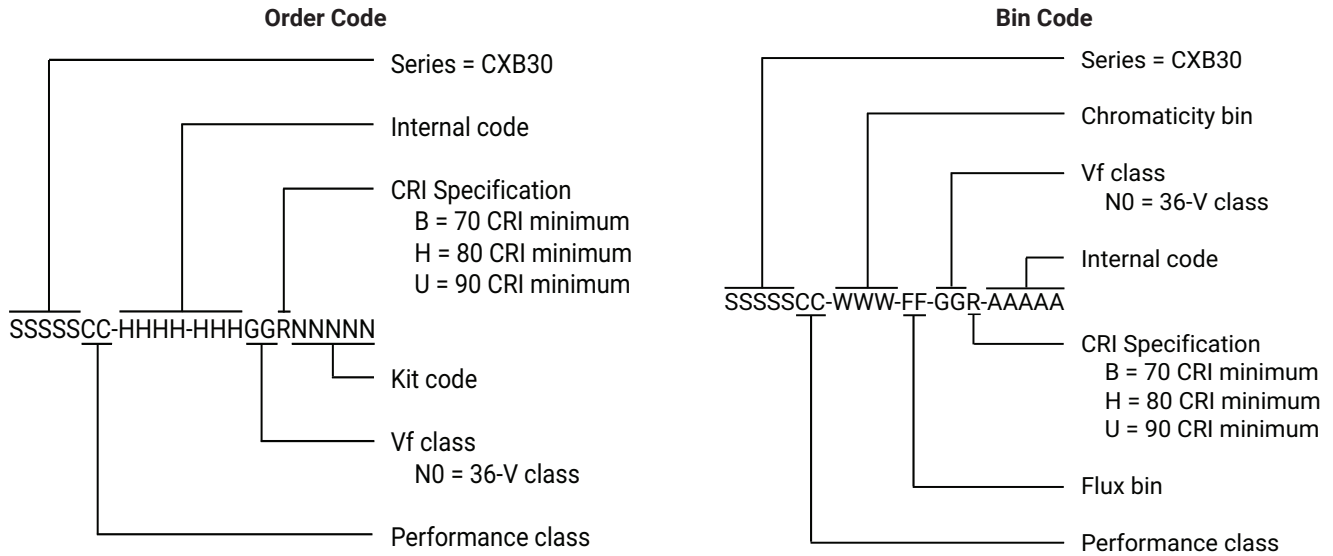 Order Code
Series = CXB30
Internal code
CRI Specification
B = 70 CRI minimum
H = 80 CRI minimum
U = 90 CRI minimum
SSSSSCC-HHHH-HHHGGRNNNNN
Kit code
Vf class
N0 = 36-V class
Performance class
Bin Code
Series = CXB30
Chromaticity bin
Vf class
N0 = 36-V class
Internal code
SSSSSCC-WWW-FF-GGR-AAAAA
CRI Specification
B = 70 CRI minimum
H = 80 CRI minimum
U = 90 CRI minimum
Flux bin
Performance class